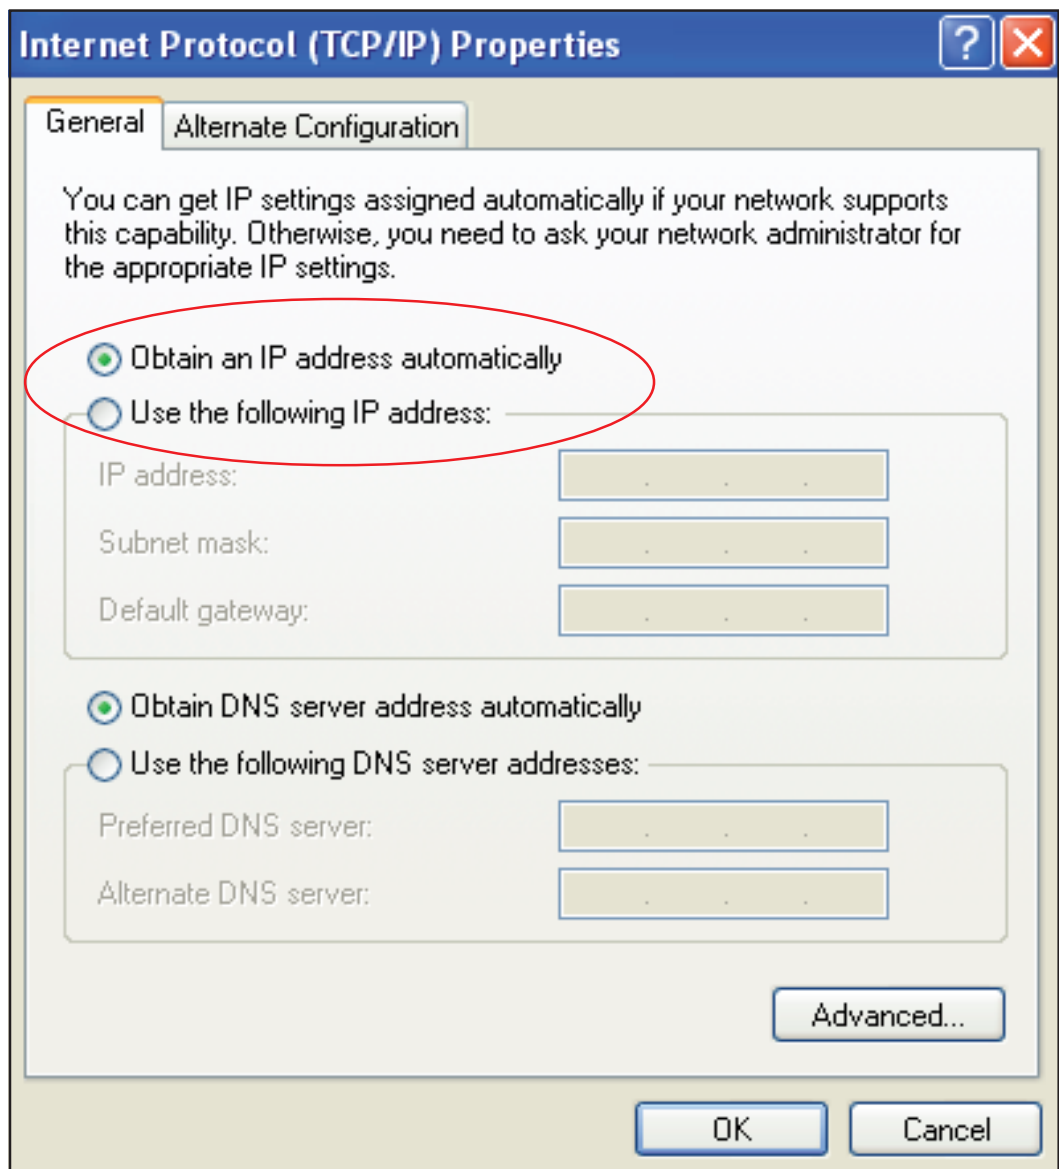 Internet Protocol (TCP/IP) Properties
General
Alternate Configuration
You can get IP settings assigned automatically if your network supports
this capability. Otherwise, you need to ask your network administrator for
the appropriate IP settings.
Obtain an IP address automatically
Use the following IP address:
IP address:
Subnet mask:
Default gateway:
Obtain DNS server address automatically
Use the following DNS server addresses:
Preferred DNS server:
Alternate DNS server:
Advanced...
OK
Cancel